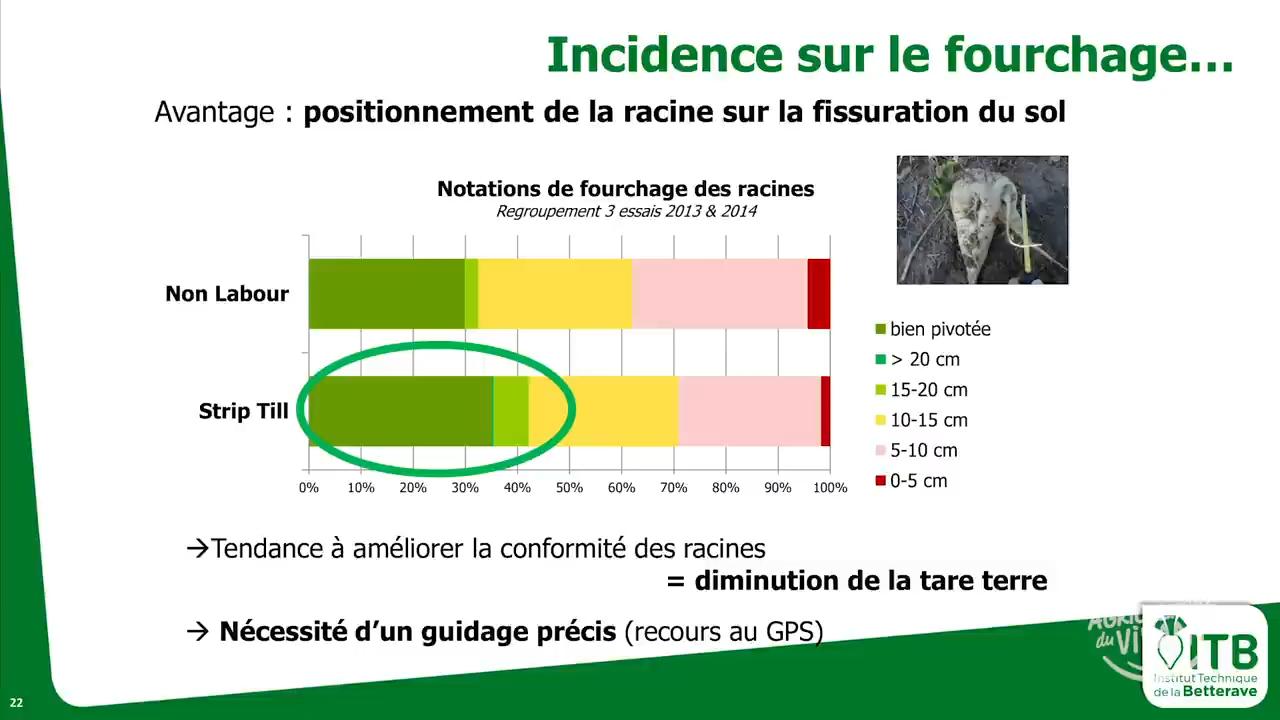 Incidence sur le fourchage...
Avantage : positionnement de la racine sur la fissuration du sol
Notations de fourchage des racines
Regroupement 3 essais 2013 & 2014
Non Labour
Strip Till
0% 10% 20% 30% 40% 50% 60% 70% 80% 90% 100%
bien pivotée
> 20 cm
15-20 cm
10-15 cm
5-10 cm
0-5 cm
→Tendance à améliorer la conformité des racines
= diminution de la tare terre
→ Nécessité d'un guidage précis (recours au GPS)
du
ITB
Institut Technique
de la Betterave
22